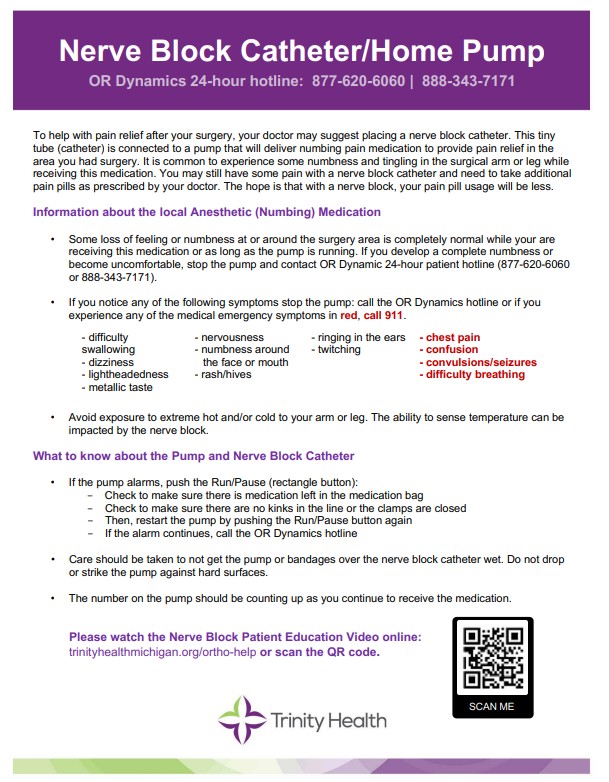 Nerve Block Catheter/Home Pump
OR Dynamics 24-hour hotline:  877-620-6060 |  888-343-7171
To help with pain relief after your surgery, your doctor may suggest placing a nerve block catheter. This tiny
tube (catheter) is connected to a pump that will deliver numbing pain medication to provide pain relief in the
area you had surgery. It is common to experience some numbness and tingling in the surgical arm or leg while
receiving this medication. You may still have some pain with a nerve block catheter and need to take additional
pain pills as prescribed by your doctor. The hope is that with a nerve block, your pain pill usage will be less.
Information about the local Anesthetic (Numbing) Medication
• Some loss of feeling or numbness at or around the surgery area is completely normal while your are
receiving this medication or as long as the pump is running. If you develop a complete numbness or
become uncomfortable, stop the pump and contact OR Dynamic 24-hour patient hotline (877-620-6060
or 888-343-7171).
• If you notice any of the following symptoms stop the pump: call the OR Dynamics hotline or if you
experience any of the medical emergency symptoms in red, call 911.
- difficulty
swallowing
- dizziness
- lightheadedness
- metallic taste
- nervousness
- numbness around
the face or mouth
- rash/hives
- ringing in the ears
- twitching
- chest pain
- confusion
- convulsions/seizures
- difficulty breathing
• Avoid exposure to extreme hot and/or cold to your arm or leg. The ability to sense temperature can be
impacted by the nerve block.
What to know about the Pump and Nerve Block Catheter
• If the pump alarms, push the Run/Pause (rectangle button):
– Check to make sure there is medication left in the medication bag
– Check to make sure there are no kinks in the line or the clamps are closed
– Then, restart the pump by pushing the Run/Pause button again
– If the alarm continues, call the OR Dynamics hotline
• Care should be taken to not get the pump or bandages over the nerve block catheter wet. Do not drop
or strike the pump against hard surfaces.
• The number on the pump should be counting up as you continue to receive the medication.
Please watch the Nerve Block Patient Education Video online:
trinityhealthmichigan.org/ortho-help or scan the QR code.
SCAN ME
Trinity Health